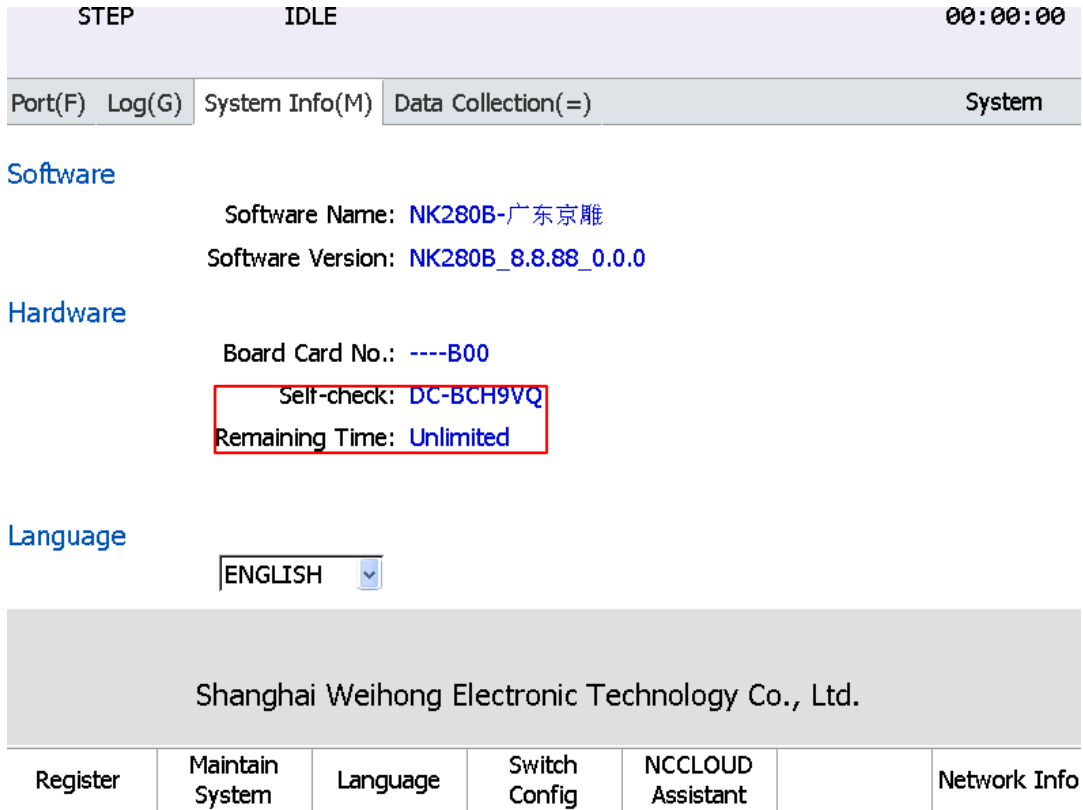 STEP IDLE 00:00:00
Port(F) Log(G) System Info(M) Data Collection(=) System
Software
Software Name: NK280B-广东京雕
Software Version: NK280B_8.8.88_0.0.0
Hardware
Board Card No.: ----B00
Self-check: DC-BCH9VQ
Remaining Time: Unlimited
Language
ENGLISH
Shanghai Weihong Electronic Technology Co., Ltd.
Register Maintain System Language Switch Config NCCLOUD Assistant Network Info